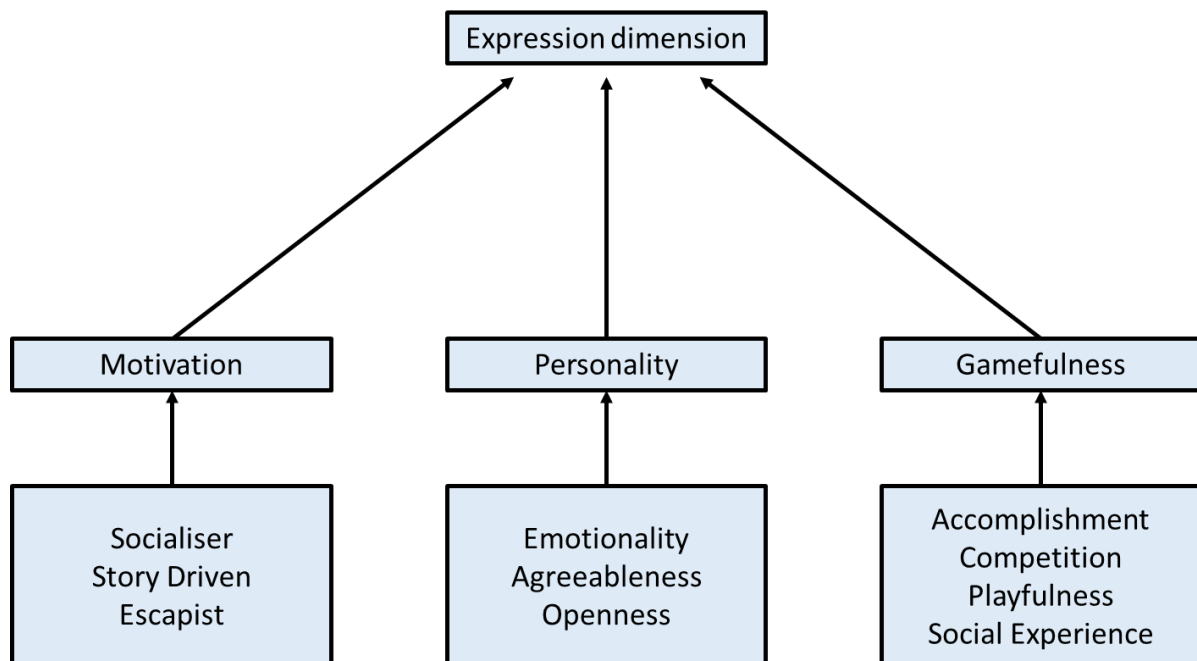 Expression dimension
Motivation
Personality
Gamefulness
Socialiser
Story Driven
Escapist
Emotionality
Agreeableness
Openness
Accomplishment
Competition
Playfulness
Social Experience